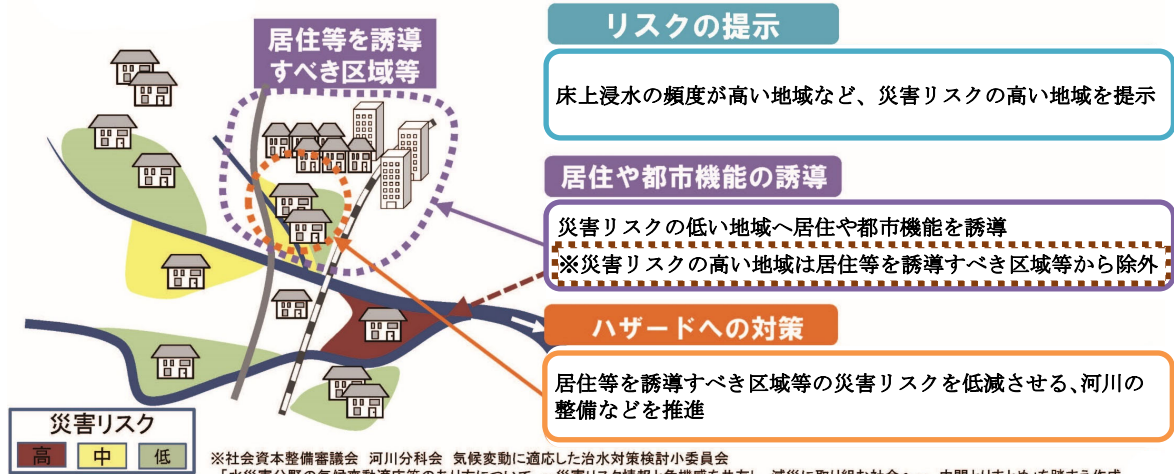 居住等を誘導
すべき区域等
リスクの提示
床上浸水の頻度が高い地域など、災害リスクの高い地域を提示
居住や都市機能の誘導
災害リスクの低い地域へ居住や都市機能を誘導
※災害リスクの高い地域は居住等を誘導すべき区域等から除外
ハザードへの対策
居住等を誘導すべき区域等の災害リスクを低減させる、河川の
整備などを推進
災害リスク
高 中 低
※社会資本整備審議会 河川分科会 気候変動に適応した治水対策検討小委員会